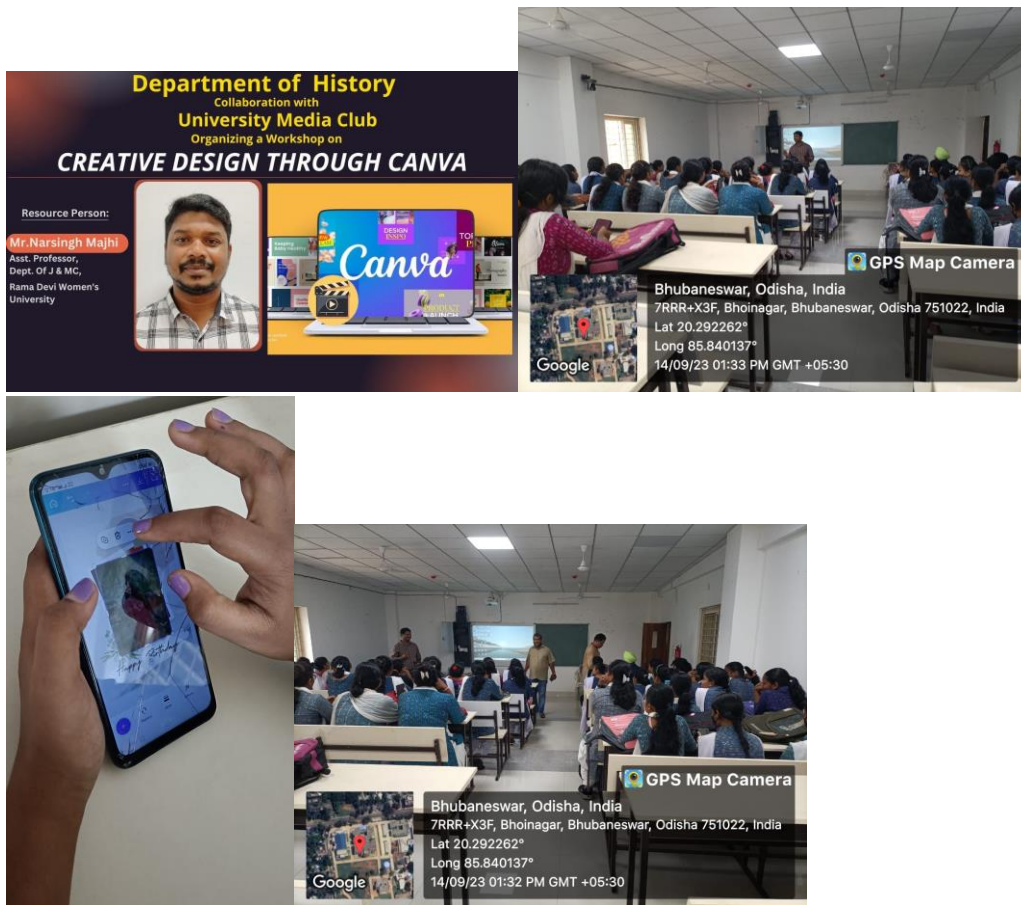 Department of History
Collaboration with
University Media Club
Organizing a Workshop on
CREATIVE DESIGN THROUGH CANVA
Resource Person:
Mr.Narsingh Majhi
Asst. Professor,
Dept. Of J & MC,
Rama Devi Women's
University
DESIGN
INSPO
Canva
GPS Map Camera
Bhubaneswar, Odisha, India
7RRR+X3F, Bhoinagar, Bhubaneswar, Odisha 751022, India
Lat 20.292262°
Long 85.840137°
14/09/23 01:33 PM GMT +05:30
Google
Happy Birthday
GPS Map Camera
Bhubaneswar, Odisha, India
7RRR+X3F, Bhoinagar, Bhubaneswar, Odisha 751022, India
Lat 20.292262°
Long 85.840137°
14/09/23 01:32 PM GMT +05:30
Google